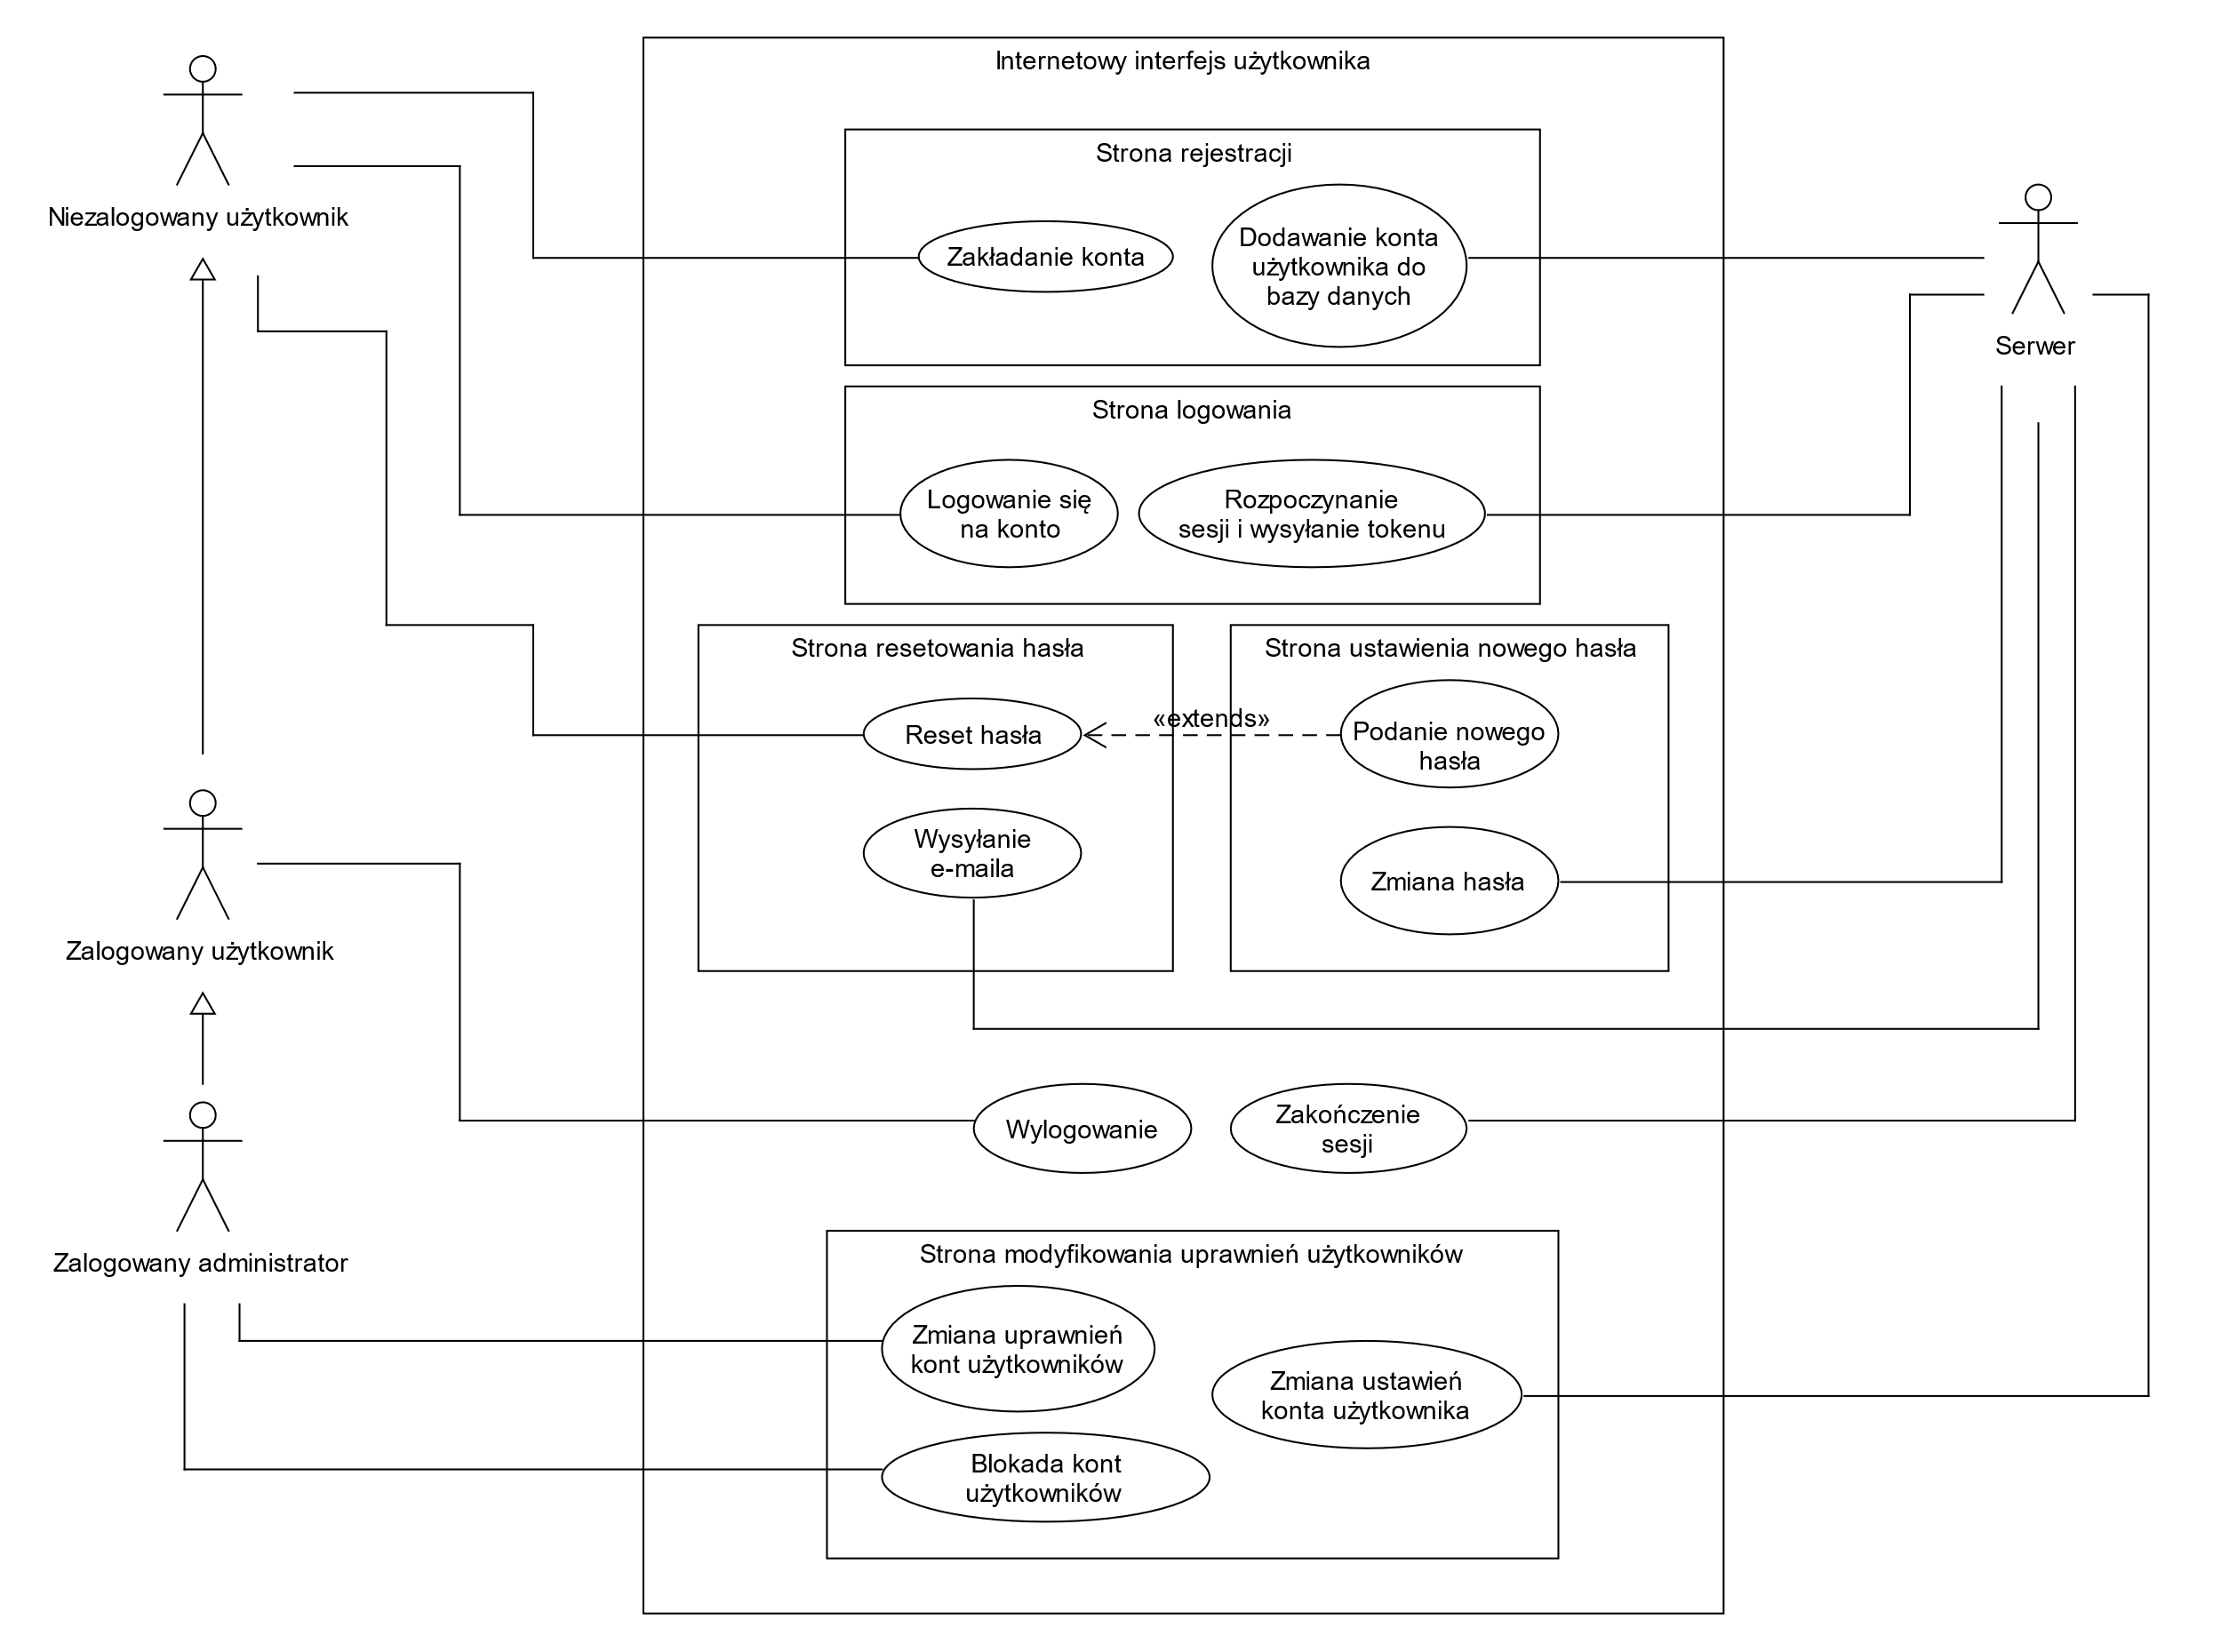 Internetowy interfejs użytkownika
Niezalogowany użytkownik
Strona rejestracji
Zakładanie konta
Dodawanie konta
użytkownika do
bazy danych
Serwer
Strona logowania
Logowanie się
na konto
Rozpoczynanie
sesji i wysyłanie tokenu
Strona resetowania hasła
Reset hasła
Wysyłanie
e-maila
«extends»
Strona ustawienia nowego hasła
Podanie nowego
hasła
Zmiana hasła
Zalogowany użytkownik
Wylogowanie
Zakończenie
sesji
Zalogowany administrator
Strona modyfikowania uprawnień użytkowników
Zmiana uprawnień
kont użytkowników
Zmiana ustawień
konta użytkownika
Blokada kont
użytkowników